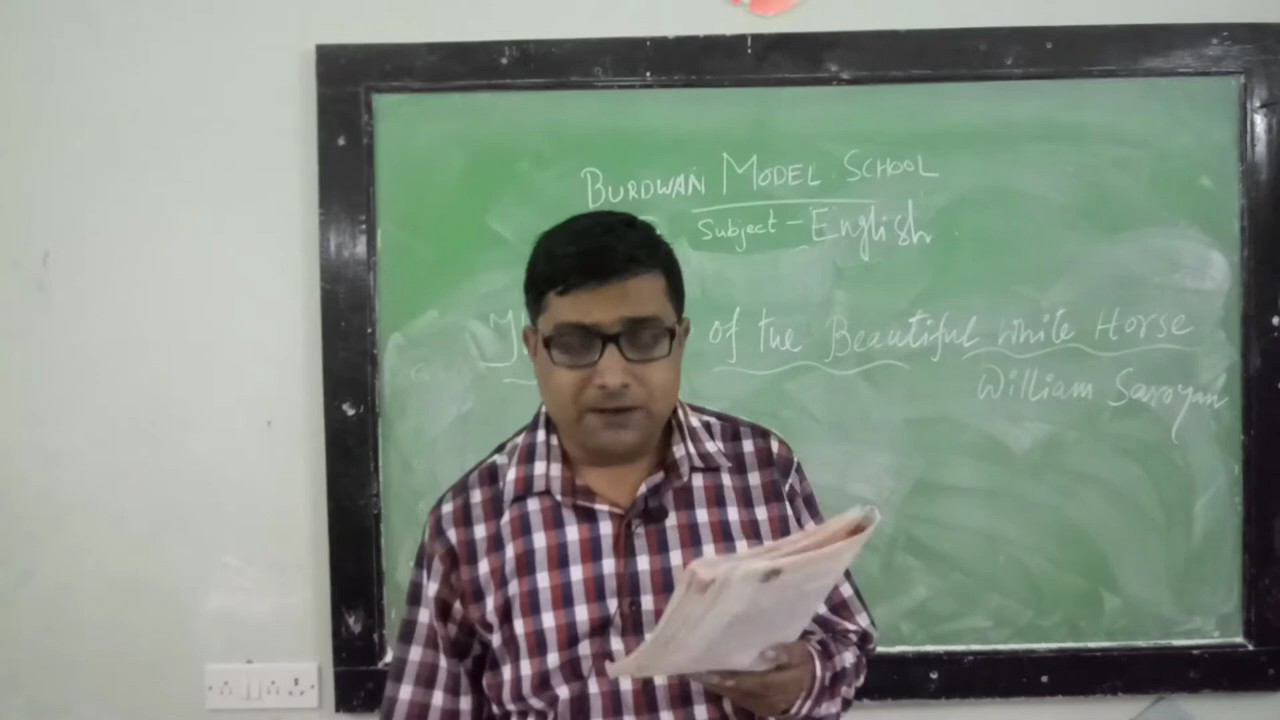 BURDWAN MODEL SCHOOL
Subject - English
of the Beautiful White Horse
William Saroyan